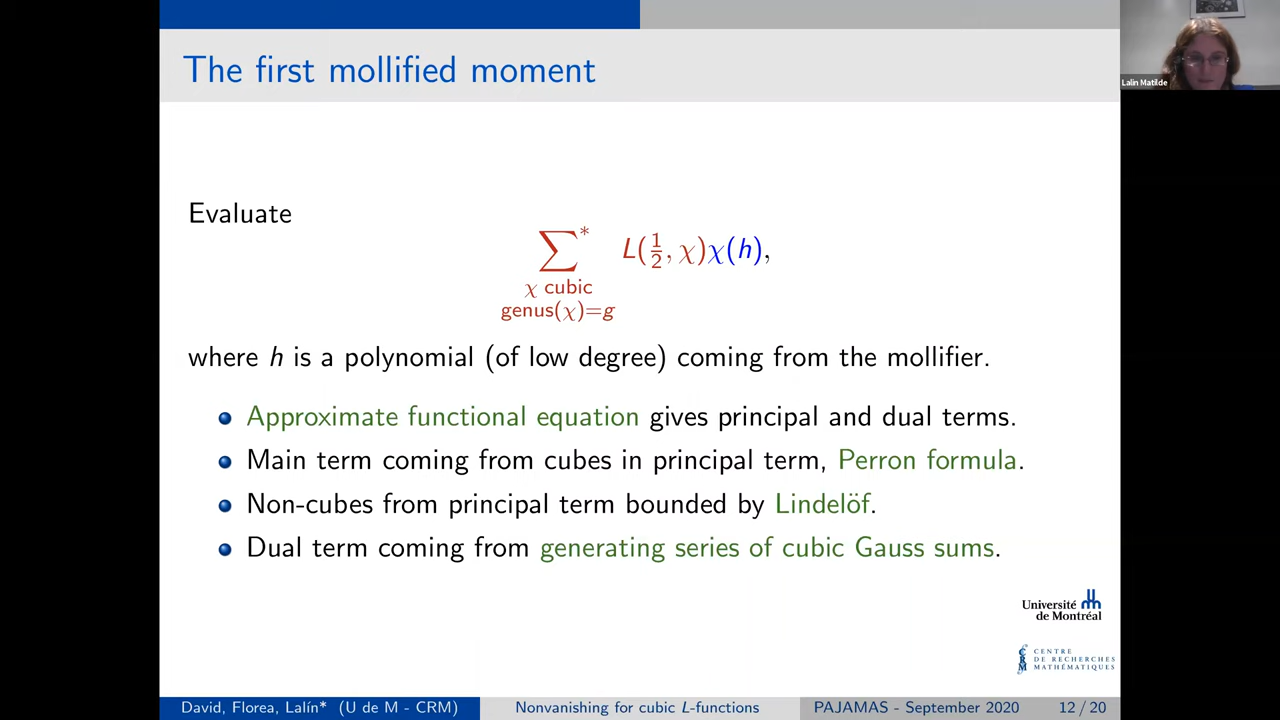 The first mollified moment
Lalín Matilde
Evaluate
∑* L(½, χ)χ(h),
χ cubic
genus(χ)=g
where h is a polynomial (of low degree) coming from the mollifier.
Approximate functional equation gives principal and dual terms.
Main term coming from cubes in principal term, Perron formula.
Non-cubes from principal term bounded by Lindelöf.
Dual term coming from generating series of cubic Gauss sums.
Université
de Montréal
CRM
CENTRE
DE RECHERCHES
MATHÉMATIQUES
David, Florea, Lalín* (U de M - CRM) Nonvanishing for cubic L-functions PAJAMAS - September 2020 12 / 20